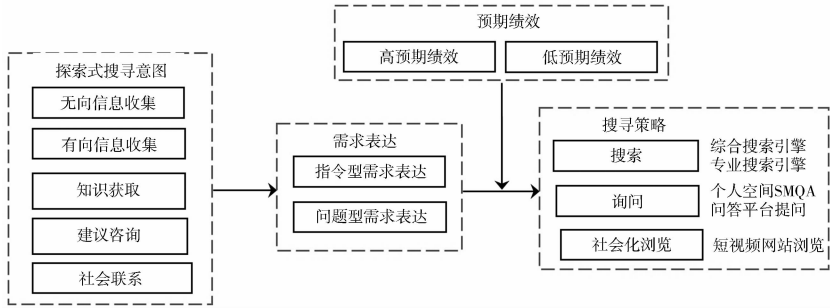 探索式搜寻意图
无向信息收集
有向信息收集
知识获取
建议咨询
社会联系
需求表达
指令型需求表达
问题型需求表达
预期绩效
高预期绩效
低预期绩效
搜寻策略
搜索
综合搜索引擎
专业搜索引擎
询问
个人空间SMQA
问答平台提问
社会化浏览
短视频网站浏览